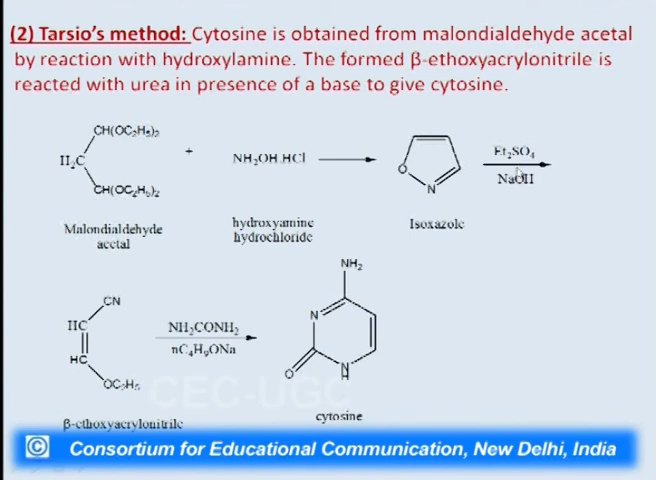 (2) Tarsio's method: Cytosine is obtained from malondialdehyde acetal
by reaction with hydroxylamine. The formed β-ethoxyacrylonitrile is
reacted with urea in presence of a base to give cytosine.
CH(OC₂H₅)₂
H₂C
+
NH₂OH.HCl
Et₂SO₄
O
N
NaOH
CH(OC₂H₅)₂
Malondialdehyde
acetal
hydroxyamine
hydrochloride
Isoxazole
NH₂
CN
HC
NH₂CONH₂
N
nC₄H₉ONa
HC
O
N
H
OC₂H₅
CEC-UGC
cytosine
β-ethoxyacrylonitrile
© Consortium for Educational Communication, New Delhi, India